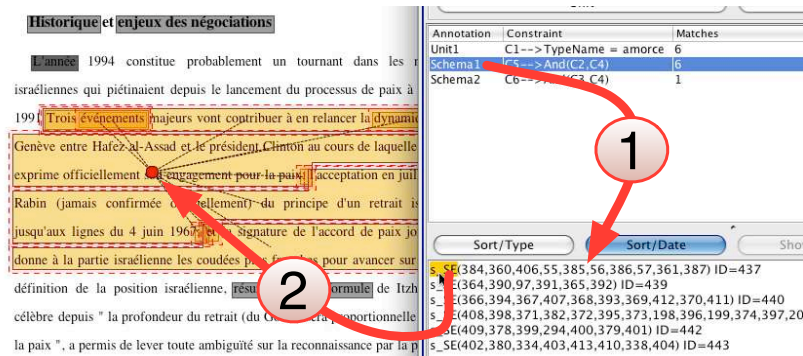 Historique et enjeux des négociations
L'année 1994 constitue probablement un tournant dans les
israéliennes qui piétinaient depuis le lancement du processus de paix à
Trois événements majeurs vont contribuer à en relancer la
Genève entre Hafez al-Assad et le président Clinton au cours de laquelle
exprime officiellement engagement pour la paix acceptation en
Rabin (jamais confirmée du principe d'un retrait
jusqu'aux lignes du 4 juin 1967, signature de l'accord de paix
donne à la partie israélienne les coudées pour avancer sur
définition de la position israélienne, de
célèbre depuis " la profondeur du retrait (du proportionnelle
la paix ", a permis de lever toute ambiguïté sur la reconnaissance par la
Annotation Constraint Matches
Unit1 C1-->TypeName = amorce 6
Schema1 C5-->And(C2,C4) 6
Schema2 C6-->And(C3,C4) 1
1
Sort/Type Sort/Date Sho
s_SE(384,360,406,55,385,56,386,57,361,387) ID=437
s_SE(364,390,97,391,365,392) ID=439
s_SE(366,394,367,407,368,393,369,412,370,411) ID=440
s_SE(408,398,371,382,372,395,373,198,396,199,374,397,20
s_SE(409,378,399,294,400,379,401) ID=442
s_SE(402,380,334,403,413,410,338,404) ID=443
2